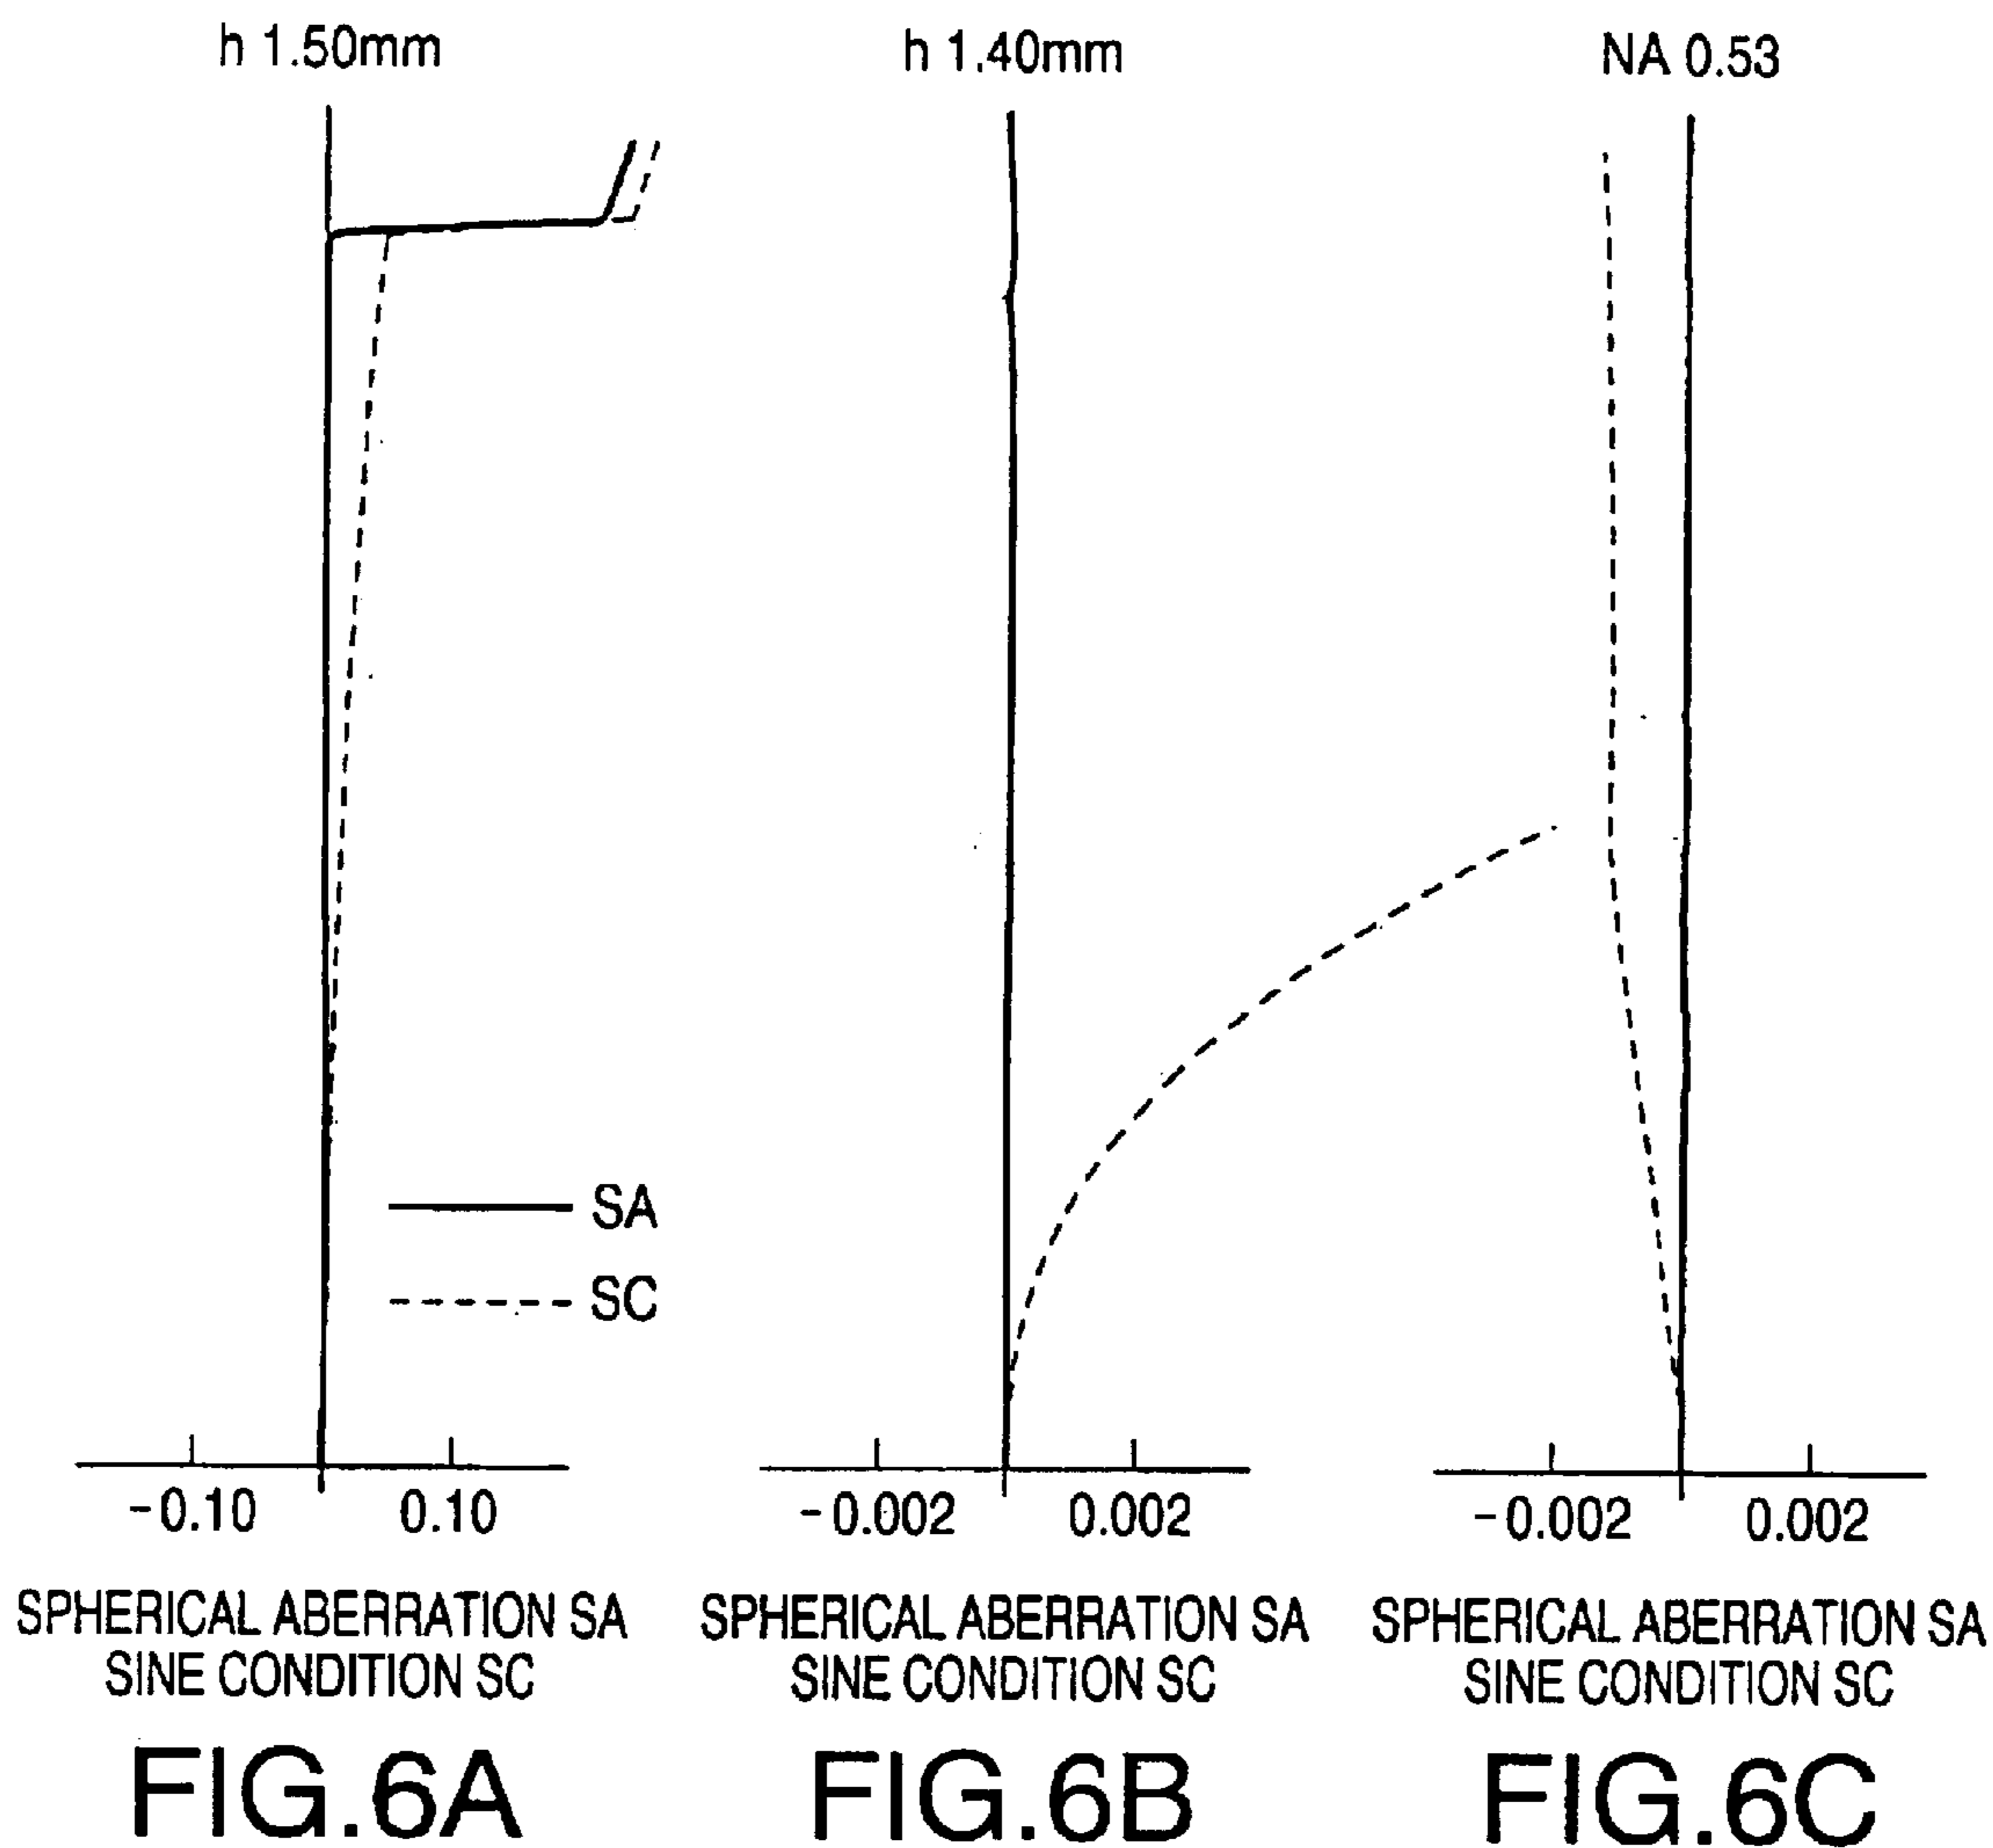 h 1.50mm
h 1.40mm
NA 0.53
SA
SC
-0.10
0.10
-0.002
0.002
-0.002
0.002
SPHERICAL ABERRATION SA
SINE CONDITION SC
SPHERICAL ABERRATION SA
SINE CONDITION SC
SPHERICAL ABERRATION SA
SINE CONDITION SC
FIG.6A
FIG.6B
FIG.6C